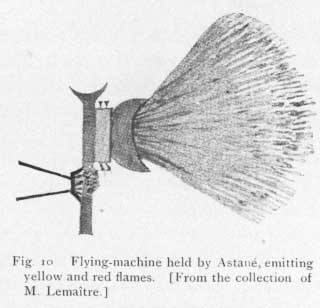 Fig. 10 Flying-machine held by Astané, emitting
yellow and red flames. [From the collection of
M. Lemaître.]